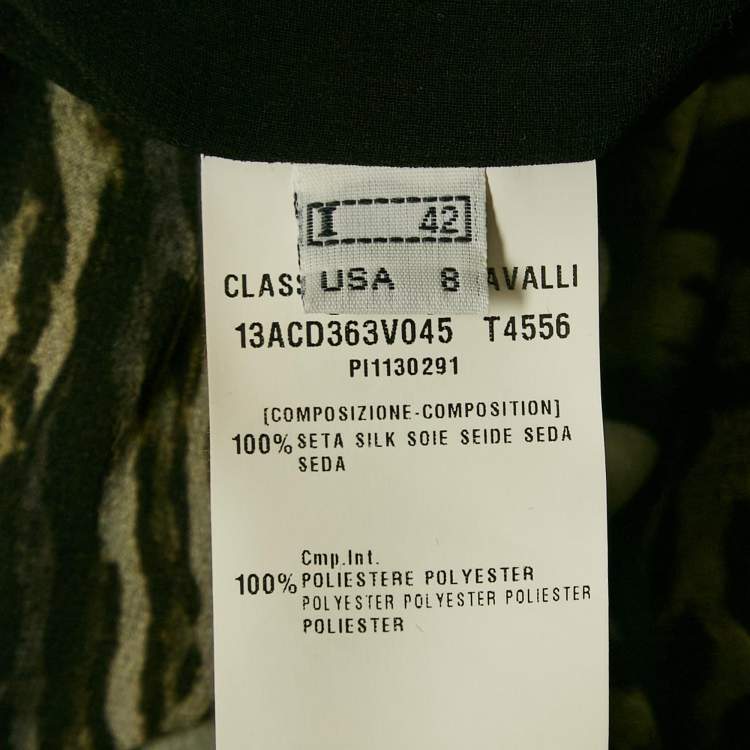 I 42
USA 8
CLASS AVALLI
13ACD363V045 T4556
PI1130291
[COMPOSIZIONE-COMPOSITION]
100% SETA SILK SOIE SEIDE SEDA
SEDA
Cmp.Int.
100% POLIESTERE POLYESTER
POLYESTER POLYESTER POLIESTER
POLIESTER